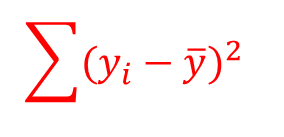 ∑(yᵢ − ȳ)²